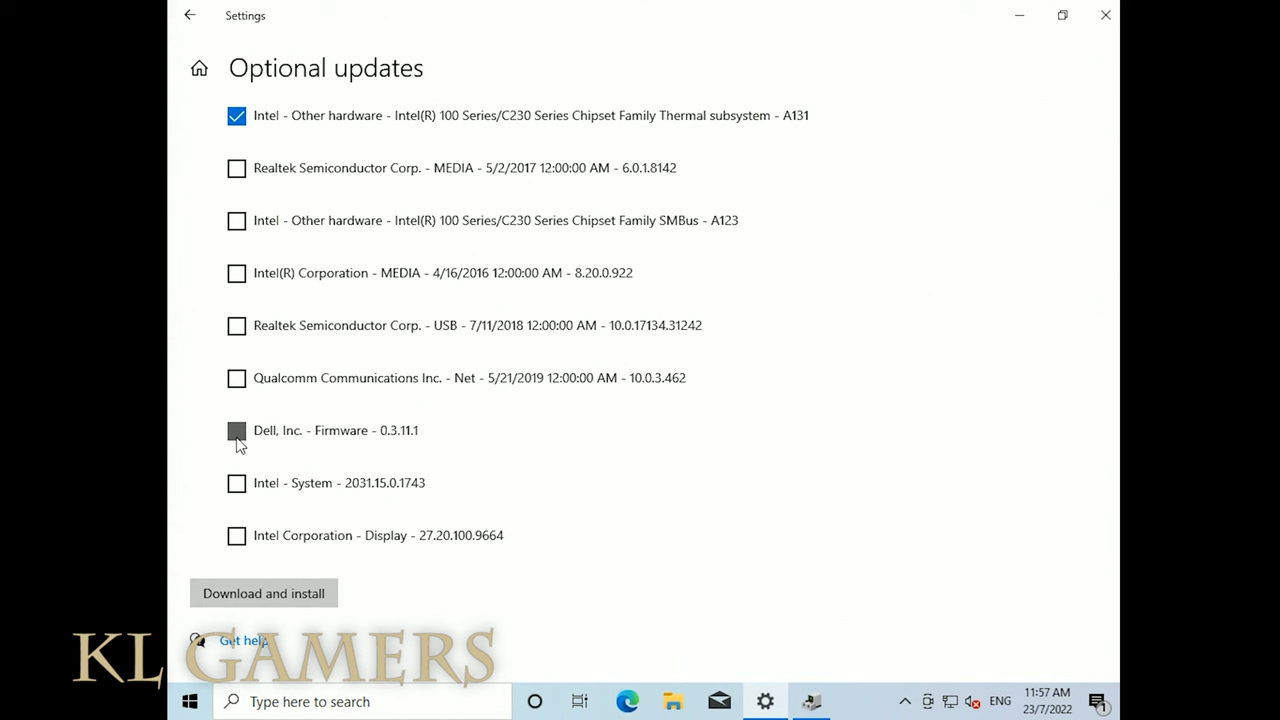 Settings
Optional updates
Intel - Other hardware - Intel(R) 100 Series/C230 Series Chipset Family Thermal subsystem - A131
Realtek Semiconductor Corp. - MEDIA - 5/2/2017 12:00:00 AM - 6.0.1.8142
Intel - Other hardware - Intel(R) 100 Series/C230 Series Chipset Family SMBus - A123
Intel(R) Corporation - MEDIA - 4/16/2016 12:00:00 AM - 8.20.0.922
Realtek Semiconductor Corp. - USB - 7/11/2018 12:00:00 AM - 10.0.17134.31242
Qualcomm Communications Inc. - Net - 5/21/2019 12:00:00 AM - 10.0.3.462
Dell, Inc. - Firmware - 0.3.11.1
Intel - System - 2031.15.0.1743
Intel Corporation - Display - 27.20.100.9664
Download and install
Get help
KL GAMERS
Type here to search
ENG
11:57 AM
23/7/2022
1